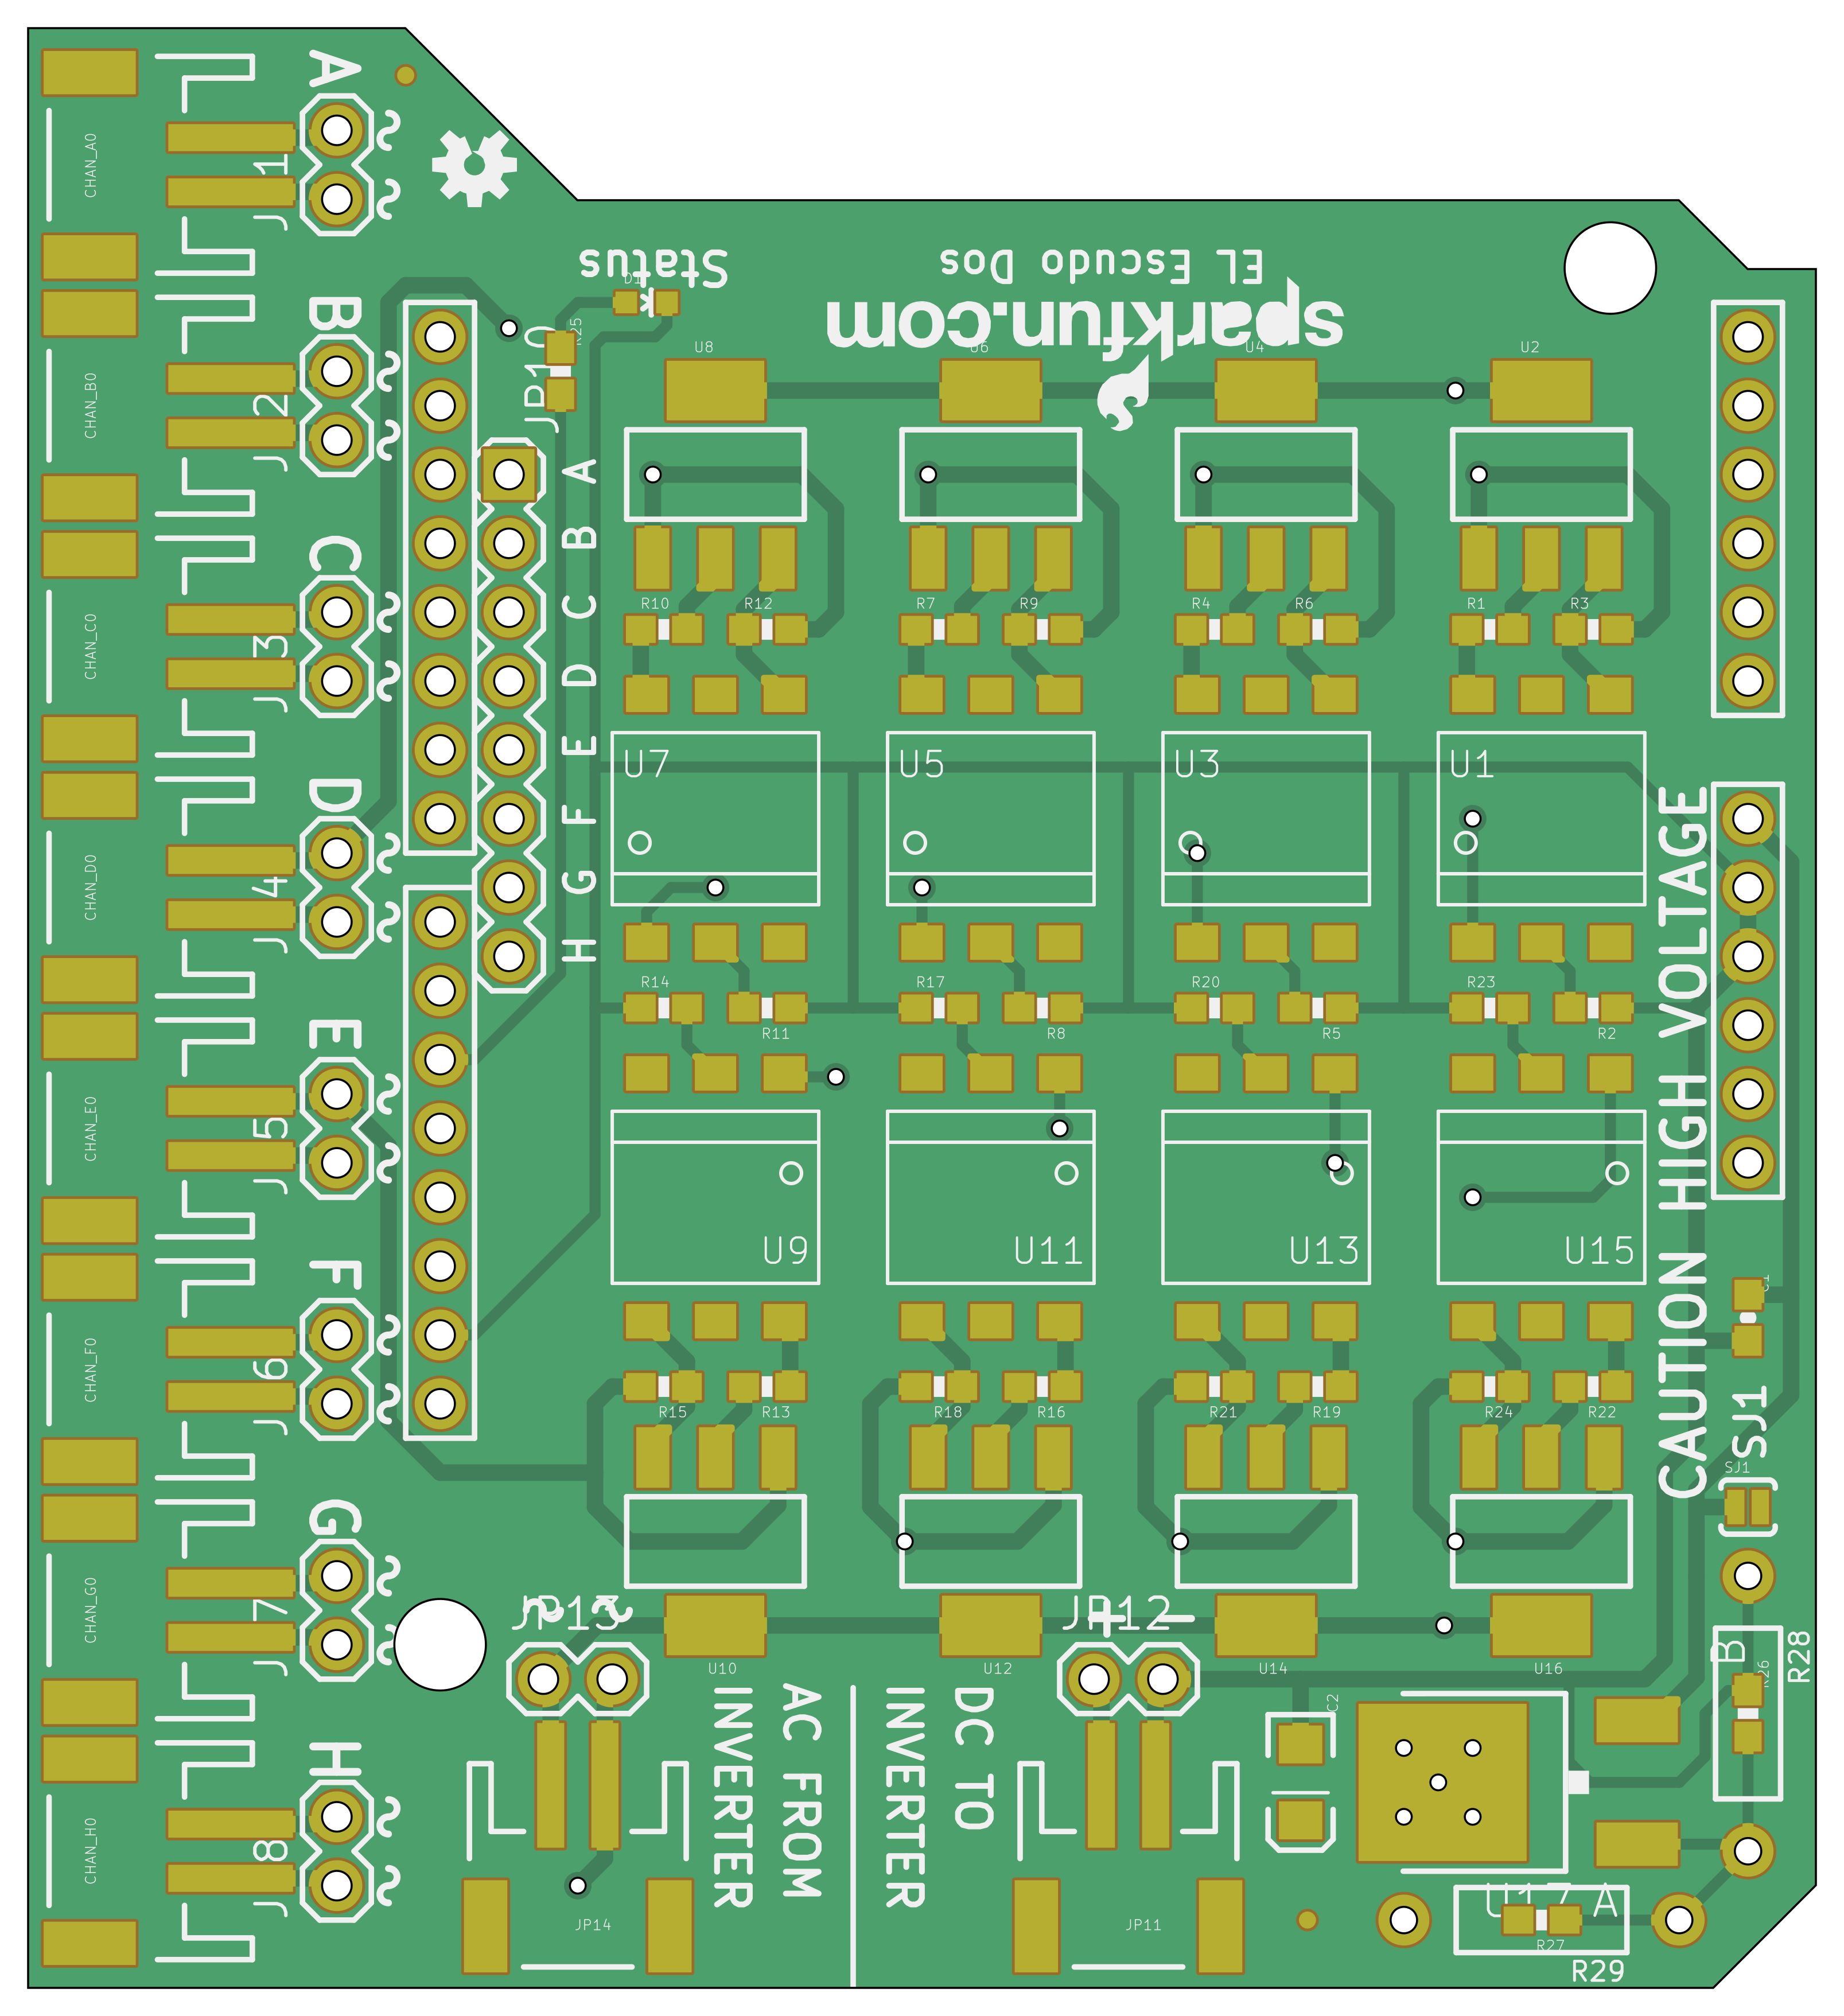 A
CHAN_A0
J1
B
CHAN_B0
J2
C
CHAN_C0
J3
D
CHAN_D0
J4
E
CHAN_E0
J5
F
CHAN_F0
J6
G
CHAN_G0
J7
H
CHAN_H0
J8
Status
D1
R25
JP10
EL Escudo Dos
sparkfun.com
U8
U6
U4
U2
A
B
C
D
E
F
G
H
R10
R12
R7
R9
R4
R6
R1
R3
U7
U5
U3
U1
R14
R17
R20
R23
R11
R8
R5
R2
U9
U11
U13
U15
CAUTION HIGH VOLTAGE
C1
R15
R13
R18
R16
R21
R19
R24
R22
SJ1
SJ1
JP13
JP12
+ -
U10
U12
U14
U16
AC FROM
INVERTER
DC TO
INVERTER
C2
B
R26
R28
JP14
JP11
U17
A
R27
R29